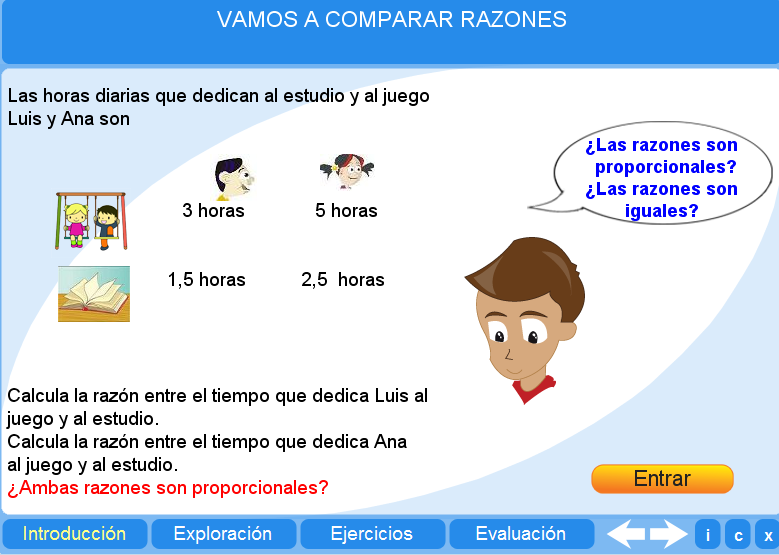 VAMOS A COMPARAR RAZONES
Las horas diarias que dedican al estudio y al juego
Luis y Ana son
¿Las razones son
proporcionales?
¿Las razones son
iguales?
3 horas 5 horas
1,5 horas 2,5 horas
Calcula la razón entre el tiempo que dedica Luis al
juego y al estudio.
Calcula la razón entre el tiempo que dedica Ana
al juego y al estudio.
¿Ambas razones son proporcionales?
Entrar
Introducción Exploración Ejercicios Evaluación i c x